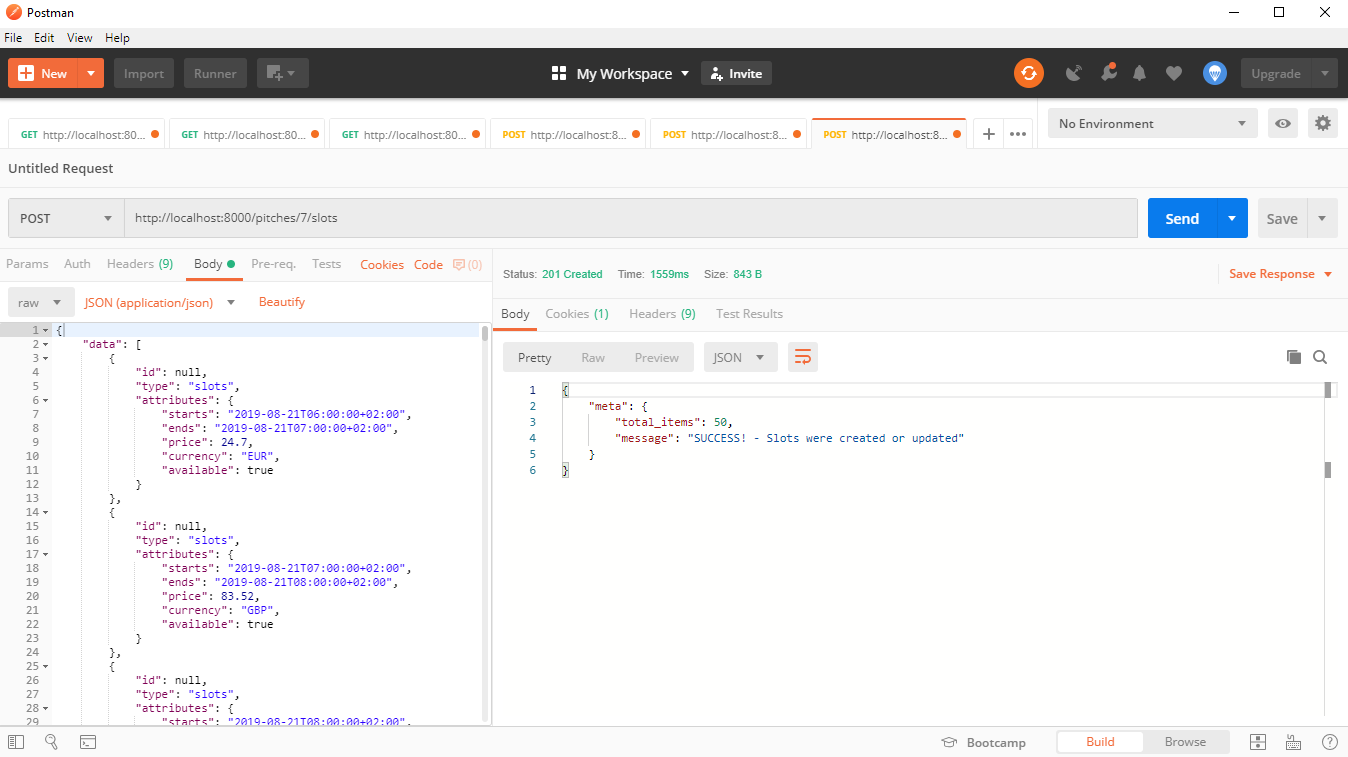 Postman
File Edit View Help
New Import Runner My Workspace Invite Upgrade
GET http://localhost:80... GET http://localhost:80... GET http://localhost:80... POST http://localhost:8... POST http://localhost:8... POST http://localhost:8... + ••• No Environment
Untitled Request
POST http://localhost:8000/pitches/7/slots Send Save
Params Auth Headers (9) Body Pre-req. Tests Cookies Code (0)
raw JSON (application/json) Beautify
1 {
2 "data": [
3 {
4 "id": null,
5 "type": "slots",
6 "attributes": {
7 "starts": "2019-08-21T06:00:00+02:00",
8 "ends": "2019-08-21T07:00:00+02:00",
9 "price": 24.7,
10 "currency": "EUR",
11 "available": true
12 }
13 },
14 {
15 "id": null,
16 "type": "slots",
17 "attributes": {
18 "starts": "2019-08-21T07:00:00+02:00",
19 "ends": "2019-08-21T08:00:00+02:00",
20 "price": 83.52,
21 "currency": "GBP",
22 "available": true
23 }
24 },
25 {
26 "id": null,
27 "type": "slots",
28 "attributes": {
29 "starts": "2019-08-21T08:00:00+02:00",
Status: 201 Created Time: 1559ms Size: 843 B Save Response
Body Cookies (1) Headers (9) Test Results
Pretty Raw Preview JSON
1 {
2 "meta": {
3 "total_items": 50,
4 "message": "SUCCESS! - Slots were created or updated"
5 }
6 }
Bootcamp Build Browse